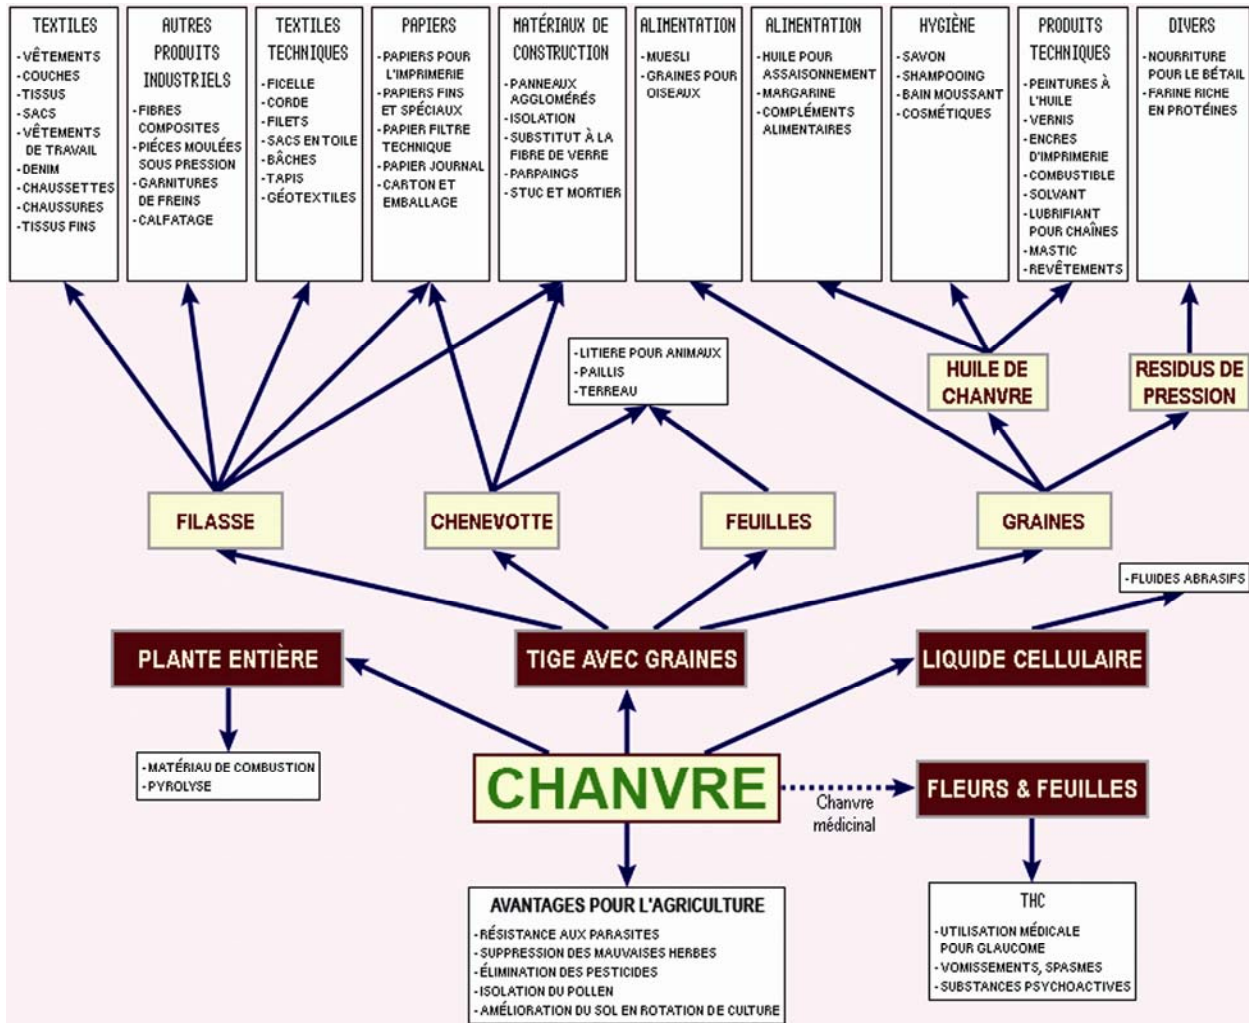 TEXTILES
-VÊTEMENTS
-COUCHES
-TISSUS
-SACS
-VÊTEMENTS
DE TRAVAIL
-DENIM
-CHAUSSETTES
-CHAUSSURES
-TISSUS FINS
AUTRES
PRODUITS
INDUSTRIELS
-FIBRES
COMPOSITES
-PIÉCES MOULÉES
SOUS PRESSION
-GARNITURES
DE FREINS
-CALFATAGE
TEXTILES
TECHNIQUES
-FICELLE
-CORDE
-FILETS
-SACS EN TOILE
-BÂCHES
-TAPIS
-GÉOTEXTILES
PAPIERS
-PAPIERS POUR
L'IMPRIMERIE
-PAPIERS FINS
ET SPÉCIAUX
-PAPIER FILTRE
TECHNIQUE
-PAPIER JOURNAL
-CARTON ET
EMBALLAGE
MATÉRIAUX DE
CONSTRUCTION
-PANNEAUX
AGGLOMÉRÉS
-ISOLATION
-SUBSTITUT À LA
FIBRE DE VERRE
-PARPAINGS
-STUC ET MORTIER
ALIMENTATION
-MUESLI
-GRAINES POUR
OISEAUX
ALIMENTATION
-HUILE POUR
ASSAISONNEMENT
-MARGARINE
-COMPLÉMENTS
ALIMENTAIRES
HYGIÈNE
-SAVON
-SHAMPOOING
-BAIN MOUSSANT
-COSMÉTIQUES
PRODUITS
TECHNIQUES
-PEINTURES À
L'HUILE
-VERNIS
-ENCRES
D'IMPRIMERIE
-COMBUSTIBLE
-SOLVANT
-LUBRIFIANT
POUR CHAÎNES
-MASTIC
-REVÊTEMENTS
DIVERS
-NOURRITURE
POUR LE BÉTAIL
-FARINE RICHE
EN PROTÉINES
-LITIERE POUR ANIMAUX
-PAILLIS
-TERREAU
HUILE DE
CHANVRE
RESIDUS DE
PRESSION
FILASSE
CHENEVOTTE
FEUILLES
GRAINES
-FLUIDES ABRASIFS
PLANTE ENTIÈRE
TIGE AVEC GRAINES
LIQUIDE CELLULAIRE
-MATÉRIAU DE COMBUSTION
-PYROLYSE
CHANVRE
Chanvre
médicinal
FLEURS & FEUILLES
AVANTAGES POUR L'AGRICULTURE
-RÉSISTANCE AUX PARASITES
-SUPPRESSION DES MAUVAISES HERBES
-ÉLIMINATION DES PESTICIDES
-ISOLATION DU POLLEN
-AMÉLIORATION DU SOL EN ROTATION DE CULTURE
THC
-UTILISATION MÉDICALE
POUR GLAUCOME
-VOMISSEMENTS, SPASMES
-SUBSTANCES PSYCHOACTIVES